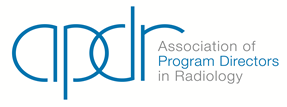 apdr
Association of
Program Directors
in Radiology